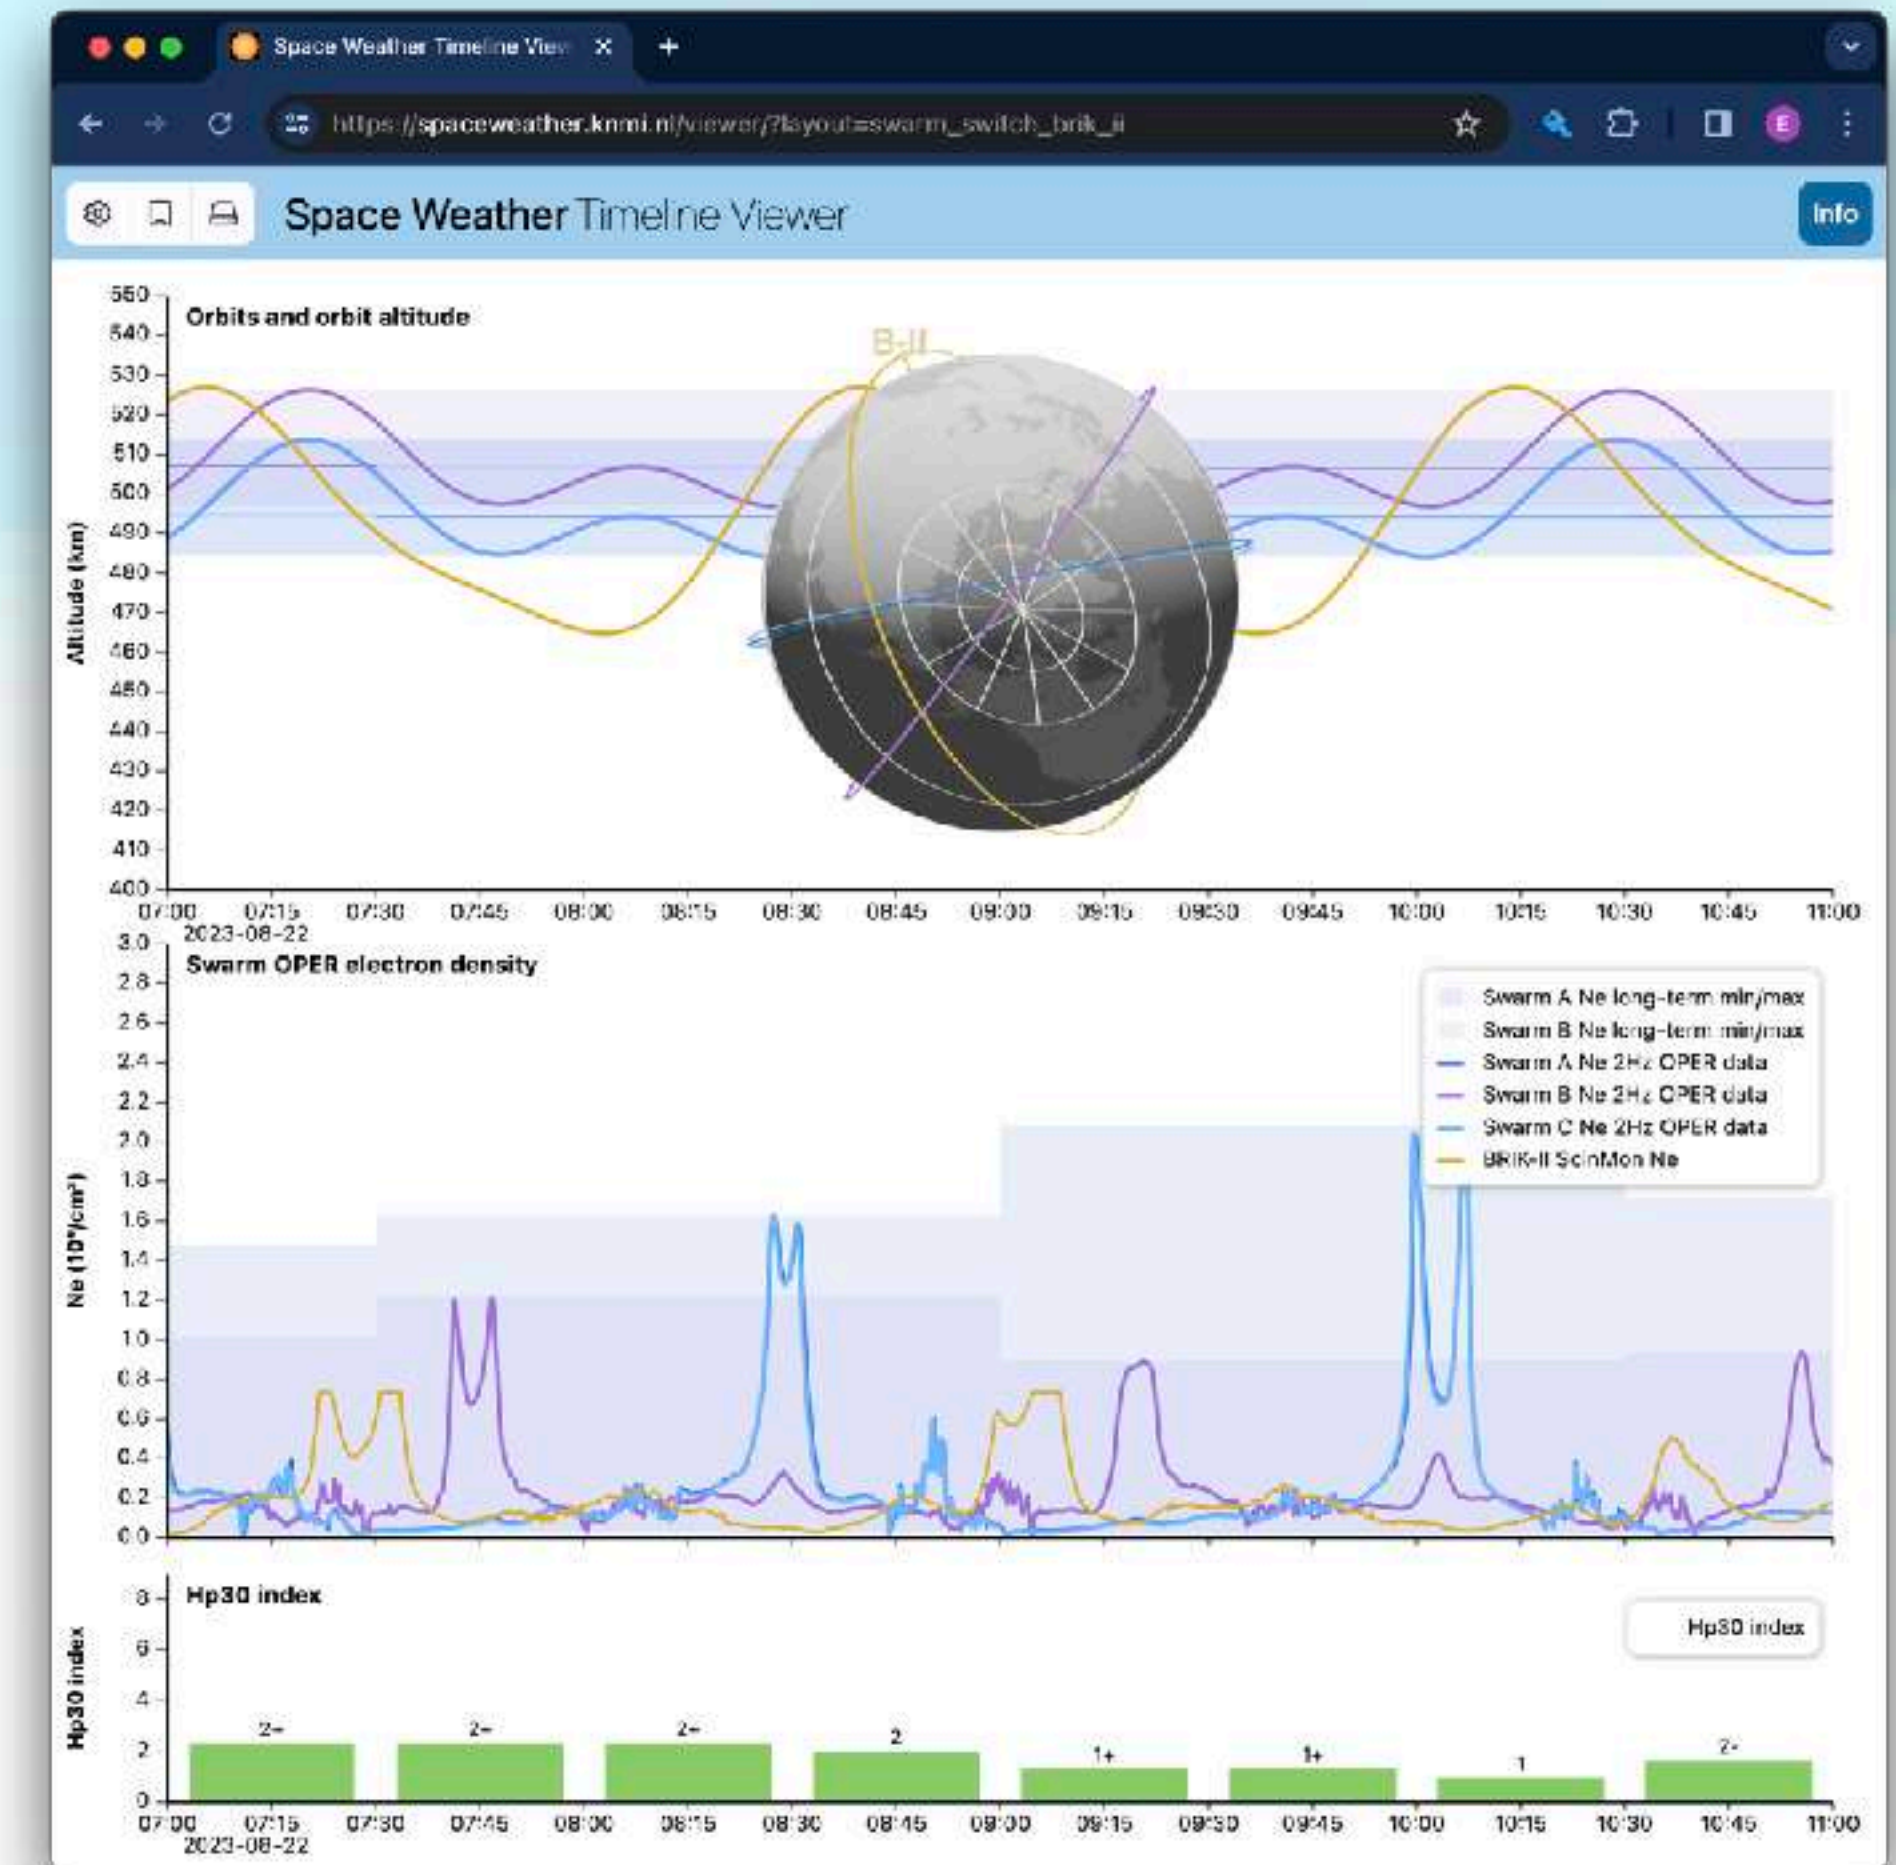 Space Weather Timeline View
https://spaceweather.knmi.nl/viewer/?layout=swarm_switch_brik_ii
E
Space Weather Timeline Viewer
Info
Orbits and orbit altitude
B-II
Altitude (km)
550
540
530
520
510
500
490
480
470
460
450
440
430
420
410
400
07:00 07:15 07:30 07:45 08:00 08:15 08:30 08:45 09:00 09:15 09:30 09:45 10:00 10:15 10:30 10:45 11:00
2023-08-22
Swarm OPER electron density
3.0
2.8
2.6
2.4
2.2
2.0
1.8
1.6
1.4
1.2
1.0
0.8
0.6
0.4
0.2
0.0
Swarm A Ne long-term min/max
Swarm B Ne long-term min/max
Swarm A Ne 2Hz OPER data
Swarm B Ne 2Hz OPER data
Swarm C Ne 2Hz OPER data
BRIK-II ScinMon Ne
Hp30 index
Hp30 index
Hp30 index
8
6
4
2
0
2+ 2+ 2+ 2 1+ 1+ 1 2-
07:00 07:15 07:30 07:45 08:00 08:15 08:30 08:45 09:00 09:15 09:30 09:45 10:00 10:15 10:30 10:45 11:00
2023-08-22